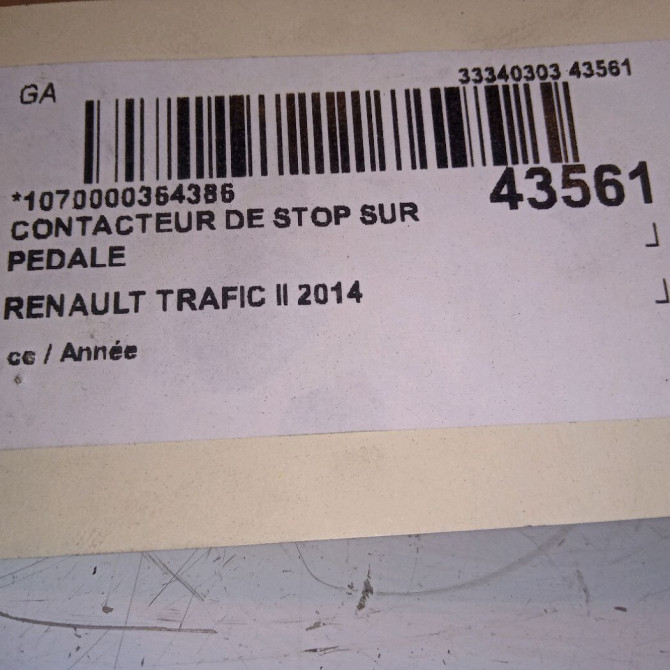 GA
33340303 43561
*1070000364386
43561
CONTACTEUR DE STOP SUR
PEDALE
RENAULT TRAFIC II 2014
cc / Année